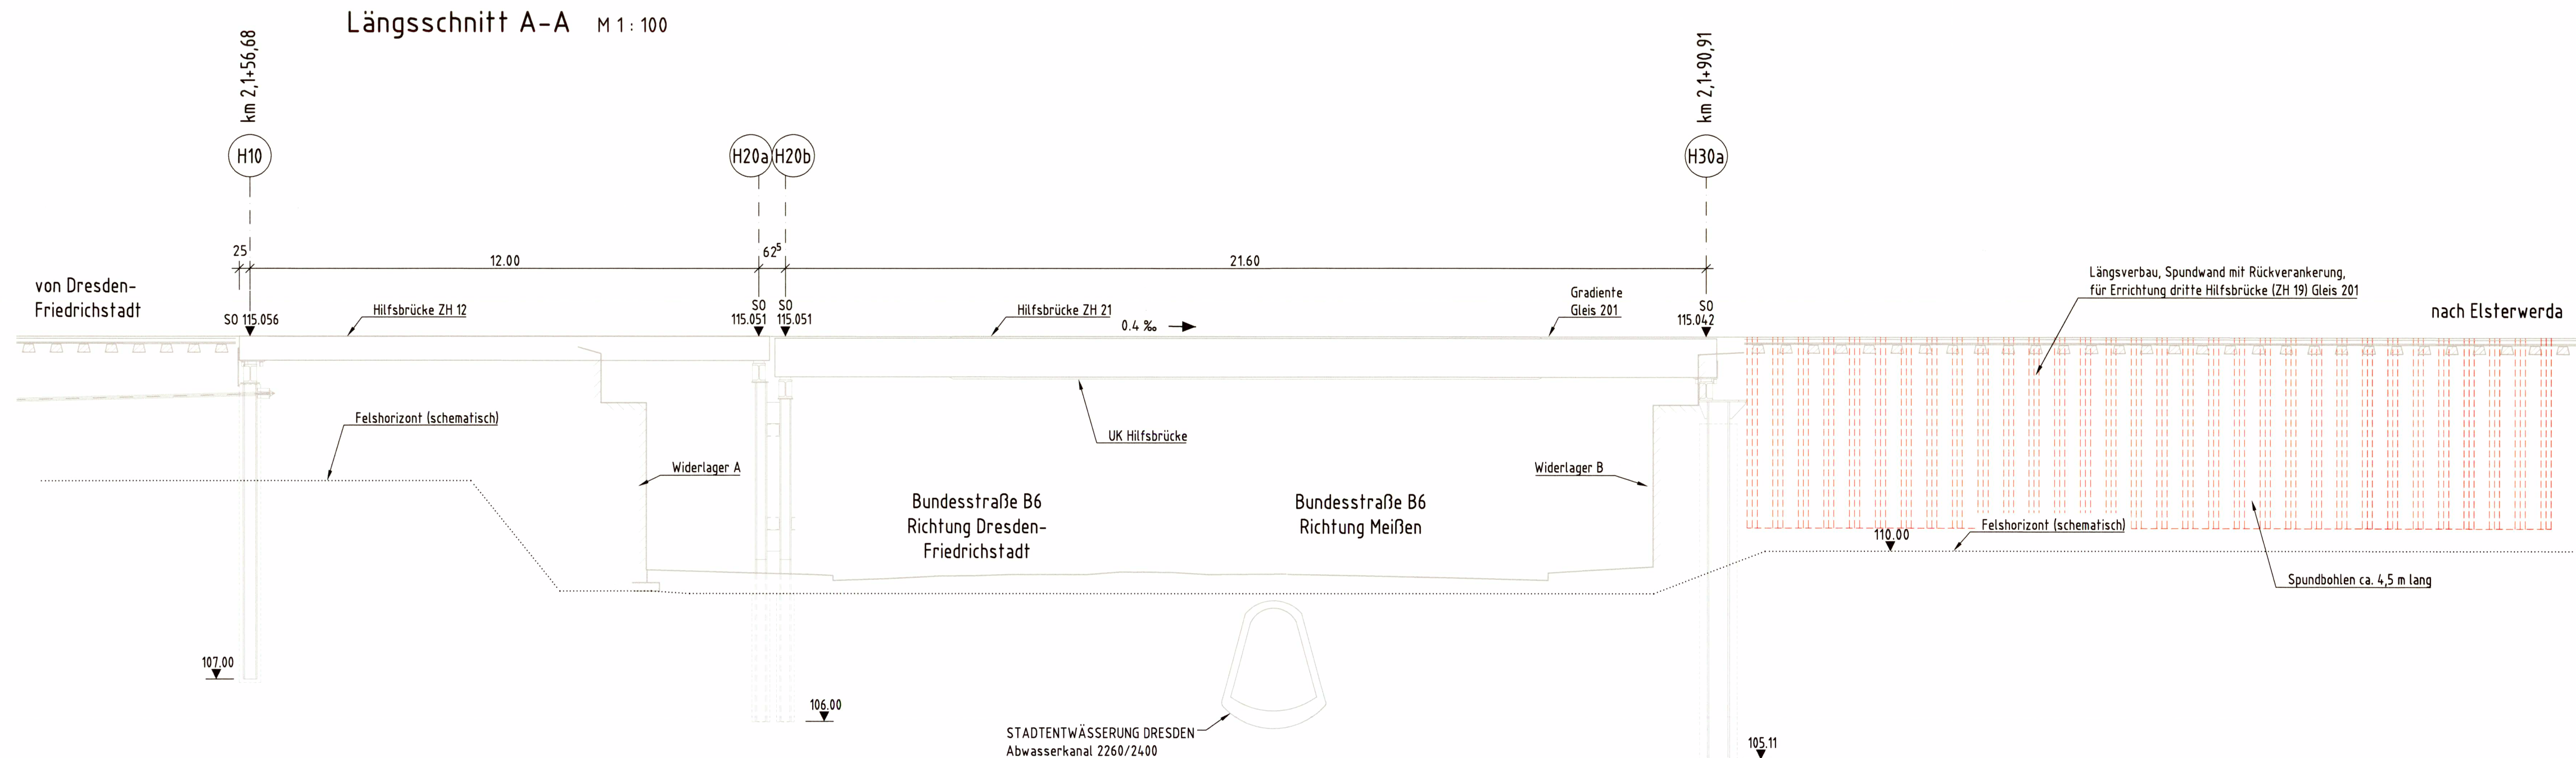 Längsschnitt A-A M 1 : 100
km 2,1+56,68
km 2,1+90,91
H10
H20a
H20b
H30a
25
12.00
62⁵
21.60
von Dresden-
Friedrichstadt
SO 115.056
Hilfsbrücke ZH 12
SO
115.051
SO
115.051
Hilfsbrücke ZH 21
0.4 ‰
Gradiente
Gleis 201
SO
115.042
Längsverbau, Spundwand mit Rückverankerung,
für Errichtung dritte Hilfsbrücke (ZH 19) Gleis 201
nach Elsterwerda
Felshorizont (schematisch)
UK Hilfsbrücke
Widerlager A
Widerlager B
Bundesstraße B6
Richtung Dresden-
Friedrichstadt
Bundesstraße B6
Richtung Meißen
Felshorizont (schematisch)
110.00
Spundbohlen ca. 4,5 m lang
107.00
106.00
STADTENTWÄSSERUNG DRESDEN
Abwasserkanal 2260/2400
105.11